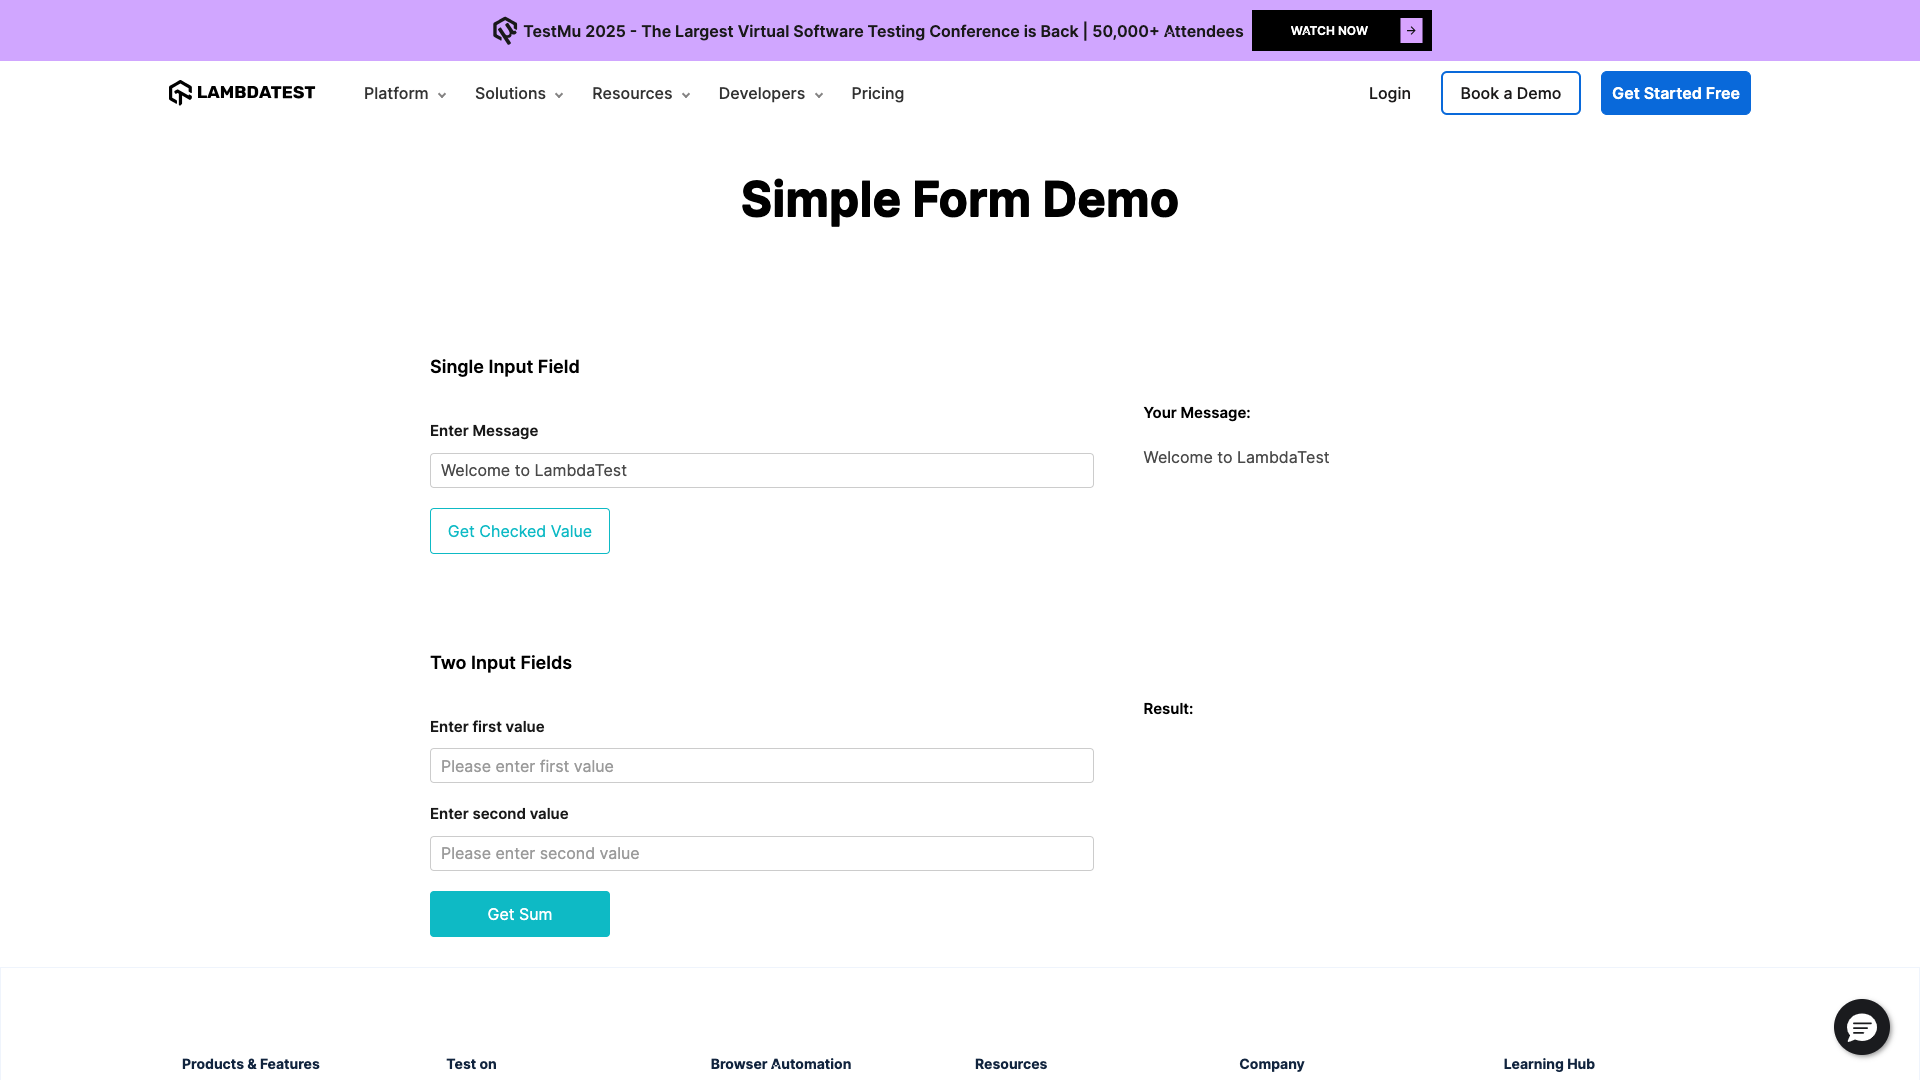 TestMu 2025 - The Largest Virtual Software Testing Conference is Back | 50,000+ Attendees WATCH NOW
LAMBDATEST Platform Solutions Resources Developers Pricing Login Book a Demo Get Started Free
Simple Form Demo
Single Input Field
Enter Message
Welcome to LambdaTest
Get Checked Value
Your Message:
Welcome to LambdaTest
Two Input Fields
Enter first value
Please enter first value
Enter second value
Please enter second value
Get Sum
Result:
Products & Features Test on Browser Automation Resources Company Learning Hub